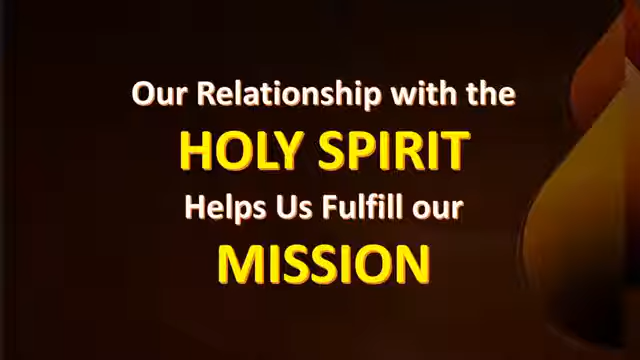 Our Relationship with the
HOLY SPIRIT
Helps Us Fulfill our
MISSION